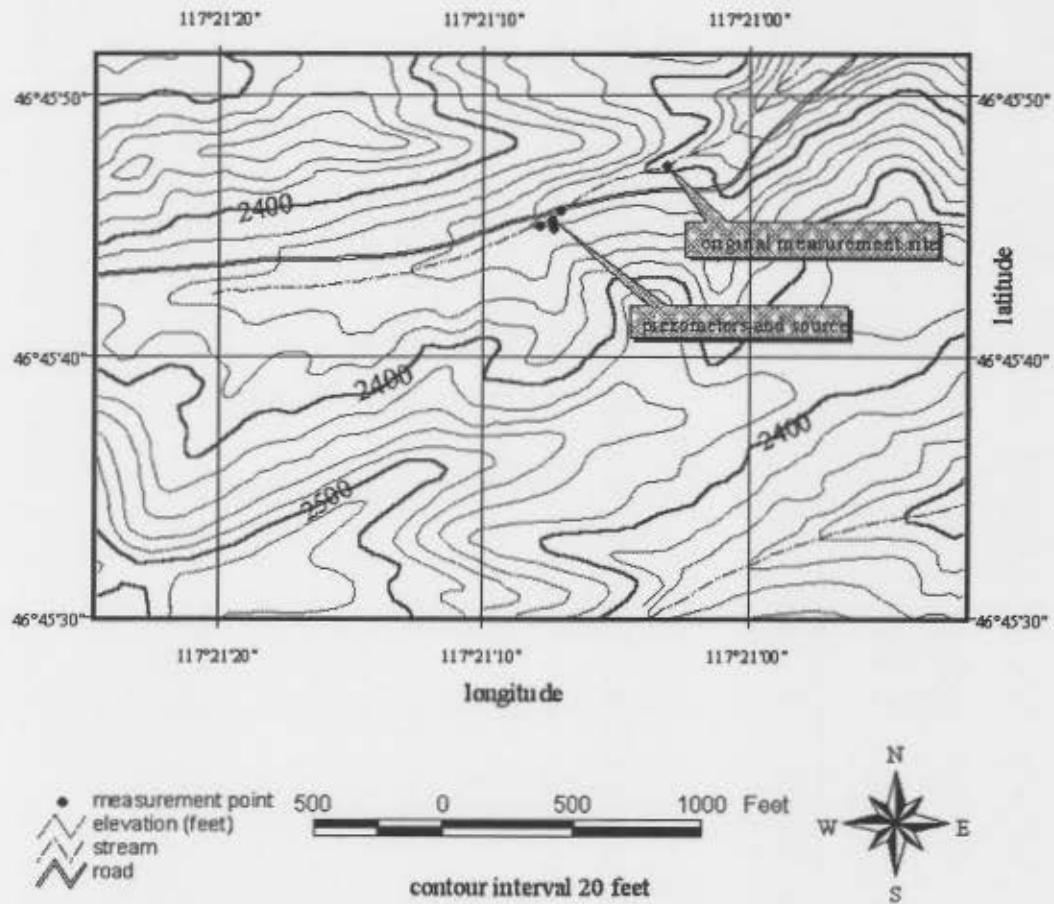 117°21'20" 117°21'10" 117°21'00"
46°45'50" 46°45'50"
2400
original measurement site
piezometers and source
latitude
46°45'40" 46°45'40"
2400
2400
2500
46°45'30" 46°45'30"
117°21'20" 117°21'10" 117°21'00"
longitude
N
measurement point
elevation (feet)
stream
road
500 0 500 1000 Feet
W E
S
contour interval 20 feet